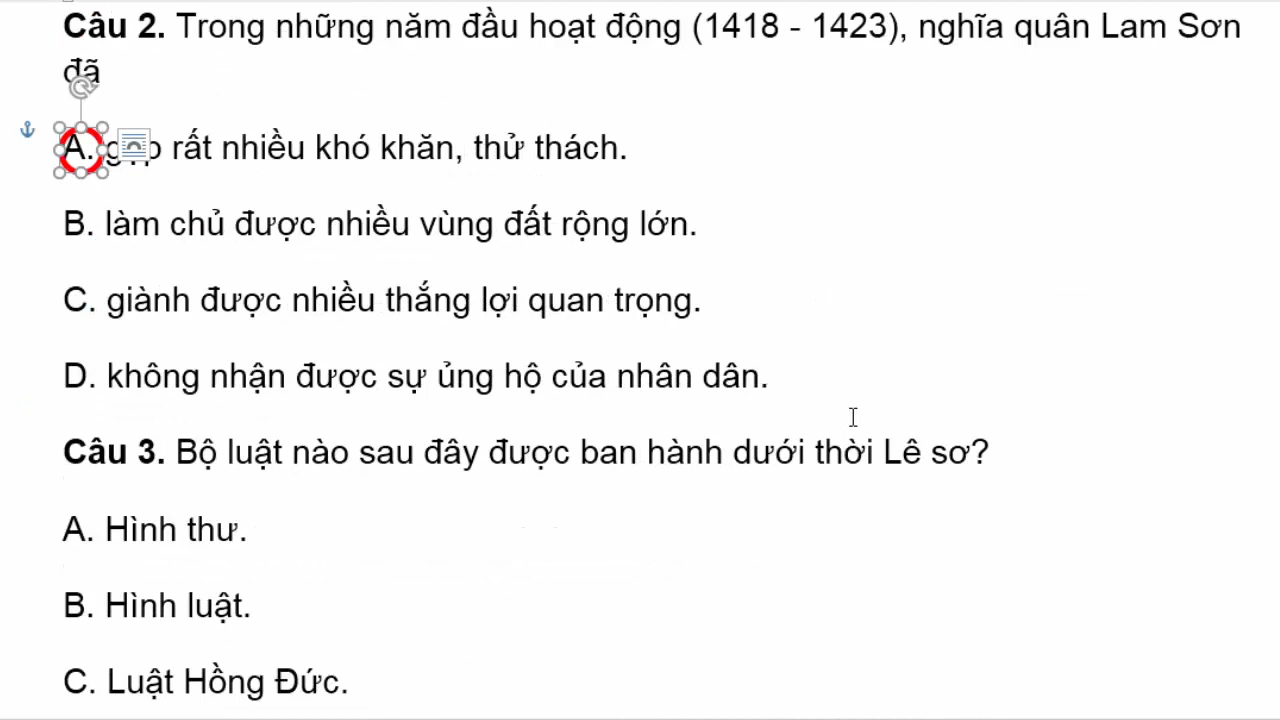 Câu 2. Trong những năm đầu hoạt động (1418 - 1423), nghĩa quân Lam Sơn
đã
A. rất nhiều khó khăn, thử thách.
B. làm chủ được nhiều vùng đất rộng lớn.
C. giành được nhiều thắng lợi quan trọng.
D. không nhận được sự ủng hộ của nhân dân.
Câu 3. Bộ luật nào sau đây được ban hành dưới thời Lê sơ?
A. Hình thư.
B. Hình luật.
C. Luật Hồng Đức.